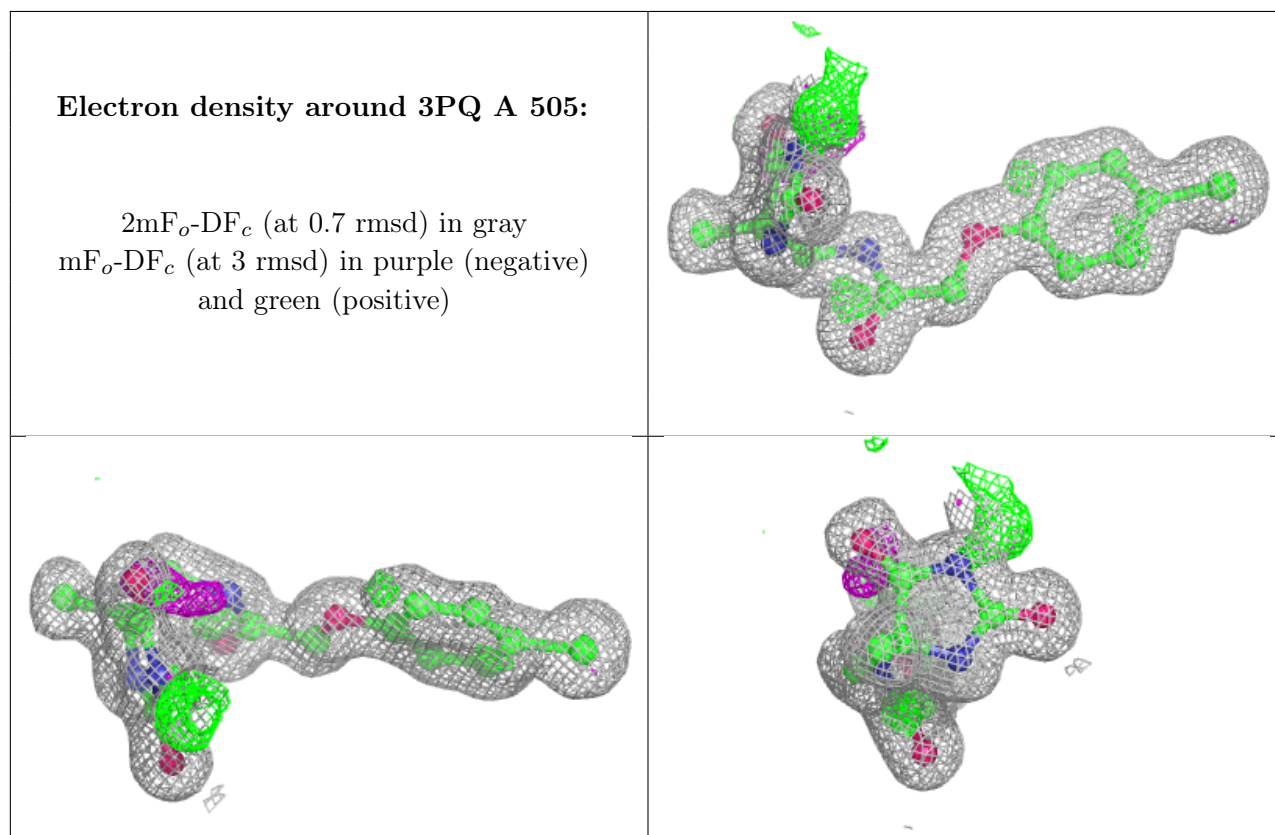 Electron density around 3PQ A 505:
2mFo-DFc (at 0.7 rmsd) in gray
mFo-DFc (at 3 rmsd) in purple (negative)
and green (positive)